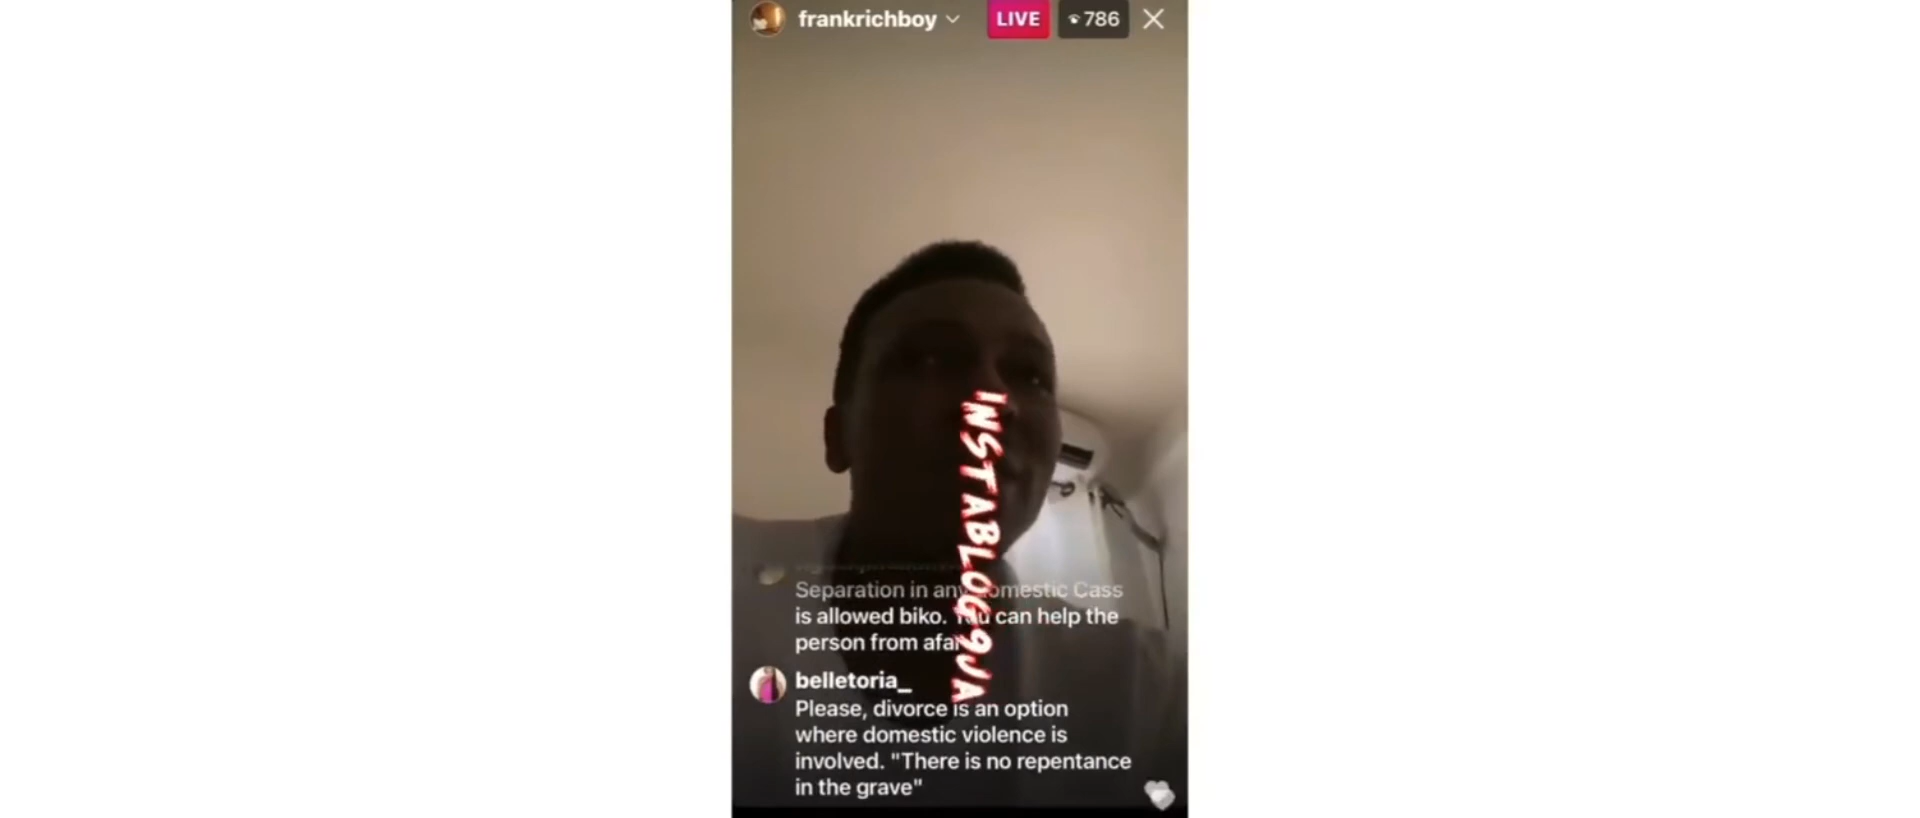 frankrichboy
LIVE
786
Separation in any domestic Cass
is allowed biko. You can help the
person from afar
belletoria_
Please, divorce is an option
where domestic violence is
involved. "There is no repentance
in the grave"
INSTABLOG9JA